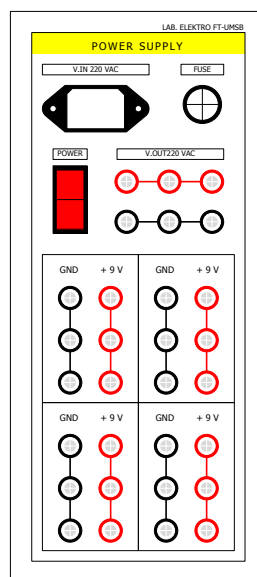 LAB. ELEKTRO FT-UMSB
POWER SUPPLY
V.IN 220 VAC
FUSE
POWER
V.OUT220 VAC
GND + 9 V GND + 9 V
GND + 9 V GND + 9 V